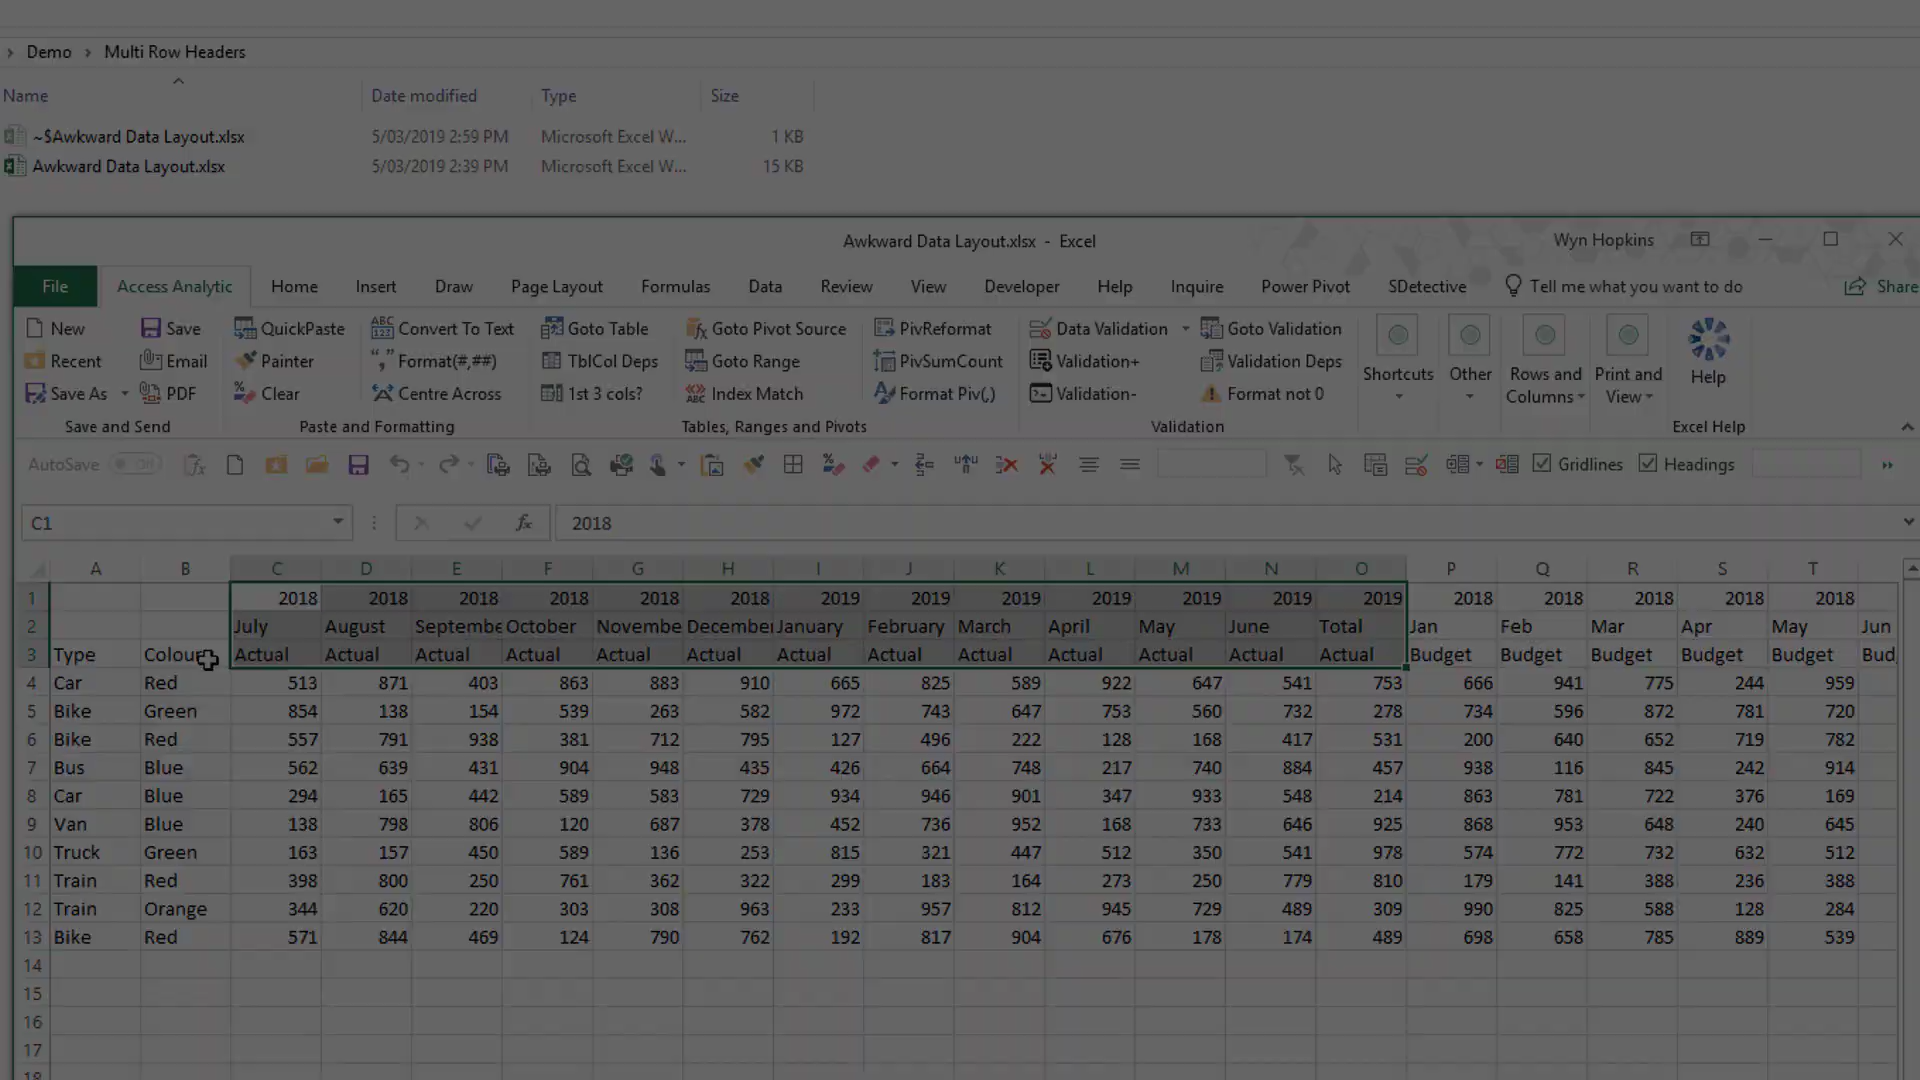 Demo Multi Row Headers
Name Date modified Type Size
~$Awkward Data Layout.xlsx 5/03/2019 2:59 PM Microsoft Excel W... 1 KB
Awkward Data Layout.xlsx 5/03/2019 2:39 PM Microsoft Excel W... 15 KB
Awkward Data Layout.xlsx - Excel Wyn Hopkins
File Access Analytic Home Insert Draw Page Layout Formulas Data Review View Developer Help Inquire Power Pivot SDetective Tell me what you want to do Share
New Save QuickPaste Convert To Text Goto Table Goto Pivot Source PivReformat Data Validation Goto Validation
Recent Email Painter Format(#,##) TblCol Deps Goto Range PivSumCount Validation+ Validation Deps Shortcuts Other Rows and Columns Print and View Help
Save As PDF Clear Centre Across 1st 3 cols? Index Match Format Piv(,) Validation- Format not 0
Save and Send Paste and Formatting Tables, Ranges and Pivots Validation Excel Help
AutoSave Off Gridlines Headings
C1 fx 2018
A B C D E F G H I J K L M N O P Q R S T
1 2018 2018 2018 2018 2018 2018 2019 2019 2019 2019 2019 2019 2019 2018 2018 2018 2018 2018
2 July August Septembe October Novembe December January February March April May June Total Jan Feb Mar Apr May Jun
3 Type Colour Actual Actual Actual Actual Actual Actual Actual Actual Actual Actual Actual Actual Actual Budget Budget Budget Budget Budget Bud
4 Car Red 513 871 403 863 883 910 665 825 589 922 647 541 753 666 941 775 244 959
5 Bike Green 854 138 154 539 263 582 972 743 647 753 560 732 278 734 596 872 781 720
6 Bike Red 557 791 938 381 712 795 127 496 222 128 168 417 531 200 640 652 719 782
7 Bus Blue 562 639 431 904 948 435 426 664 748 217 740 884 457 938 116 845 242 914
8 Car Blue 294 165 442 589 583 729 934 946 901 347 933 548 214 863 781 722 376 169
9 Van Blue 138 798 806 120 687 378 452 736 952 168 733 646 925 868 953 648 240 645
10 Truck Green 163 157 450 589 136 253 815 321 447 512 350 541 978 574 772 732 632 512
11 Train Red 398 800 250 761 362 322 299 183 164 273 250 779 810 179 141 388 236 388
12 Train Orange 344 620 220 303 308 963 233 957 812 945 729 489 309 990 825 588 128 284
13 Bike Red 571 844 469 124 790 762 192 817 904 676 178 174 489 698 658 785 889 539
14
15
16
17
18